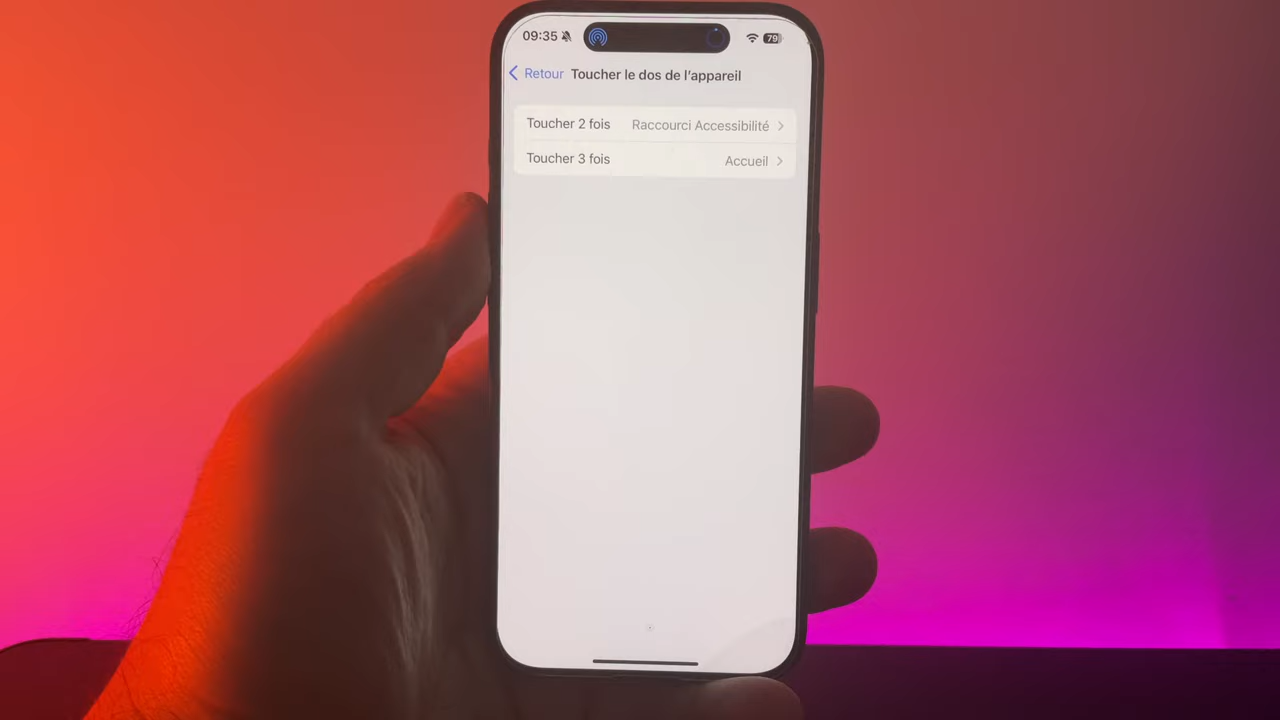 09:35 79
Retour Toucher le dos de l’appareil
Toucher 2 fois Raccourci Accessibilité
Toucher 3 fois Accueil